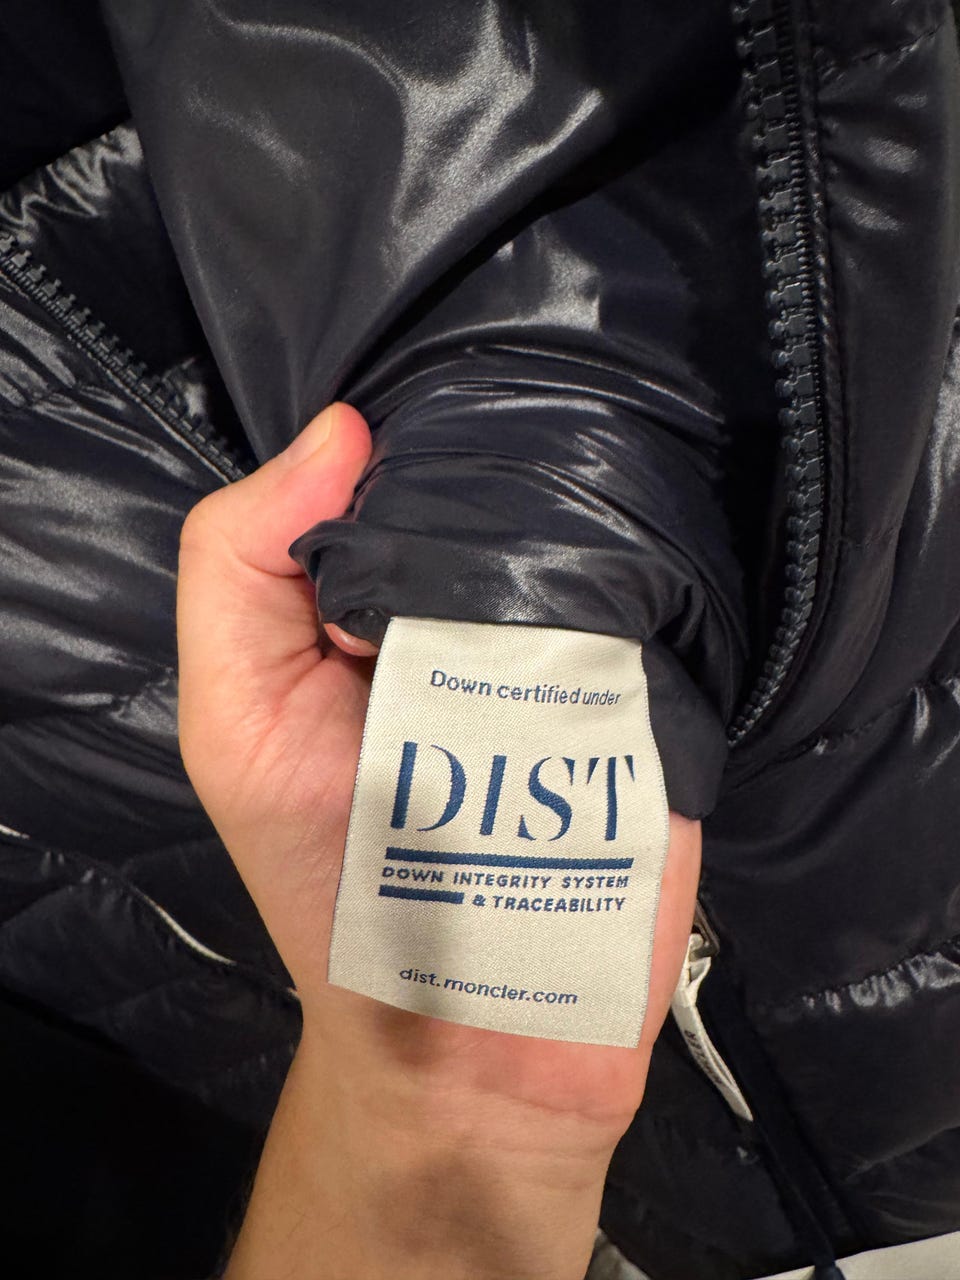 Down certified under
DIST
DOWN INTEGRITY SYSTEM
& TRACEABILITY
dist.moncler.com